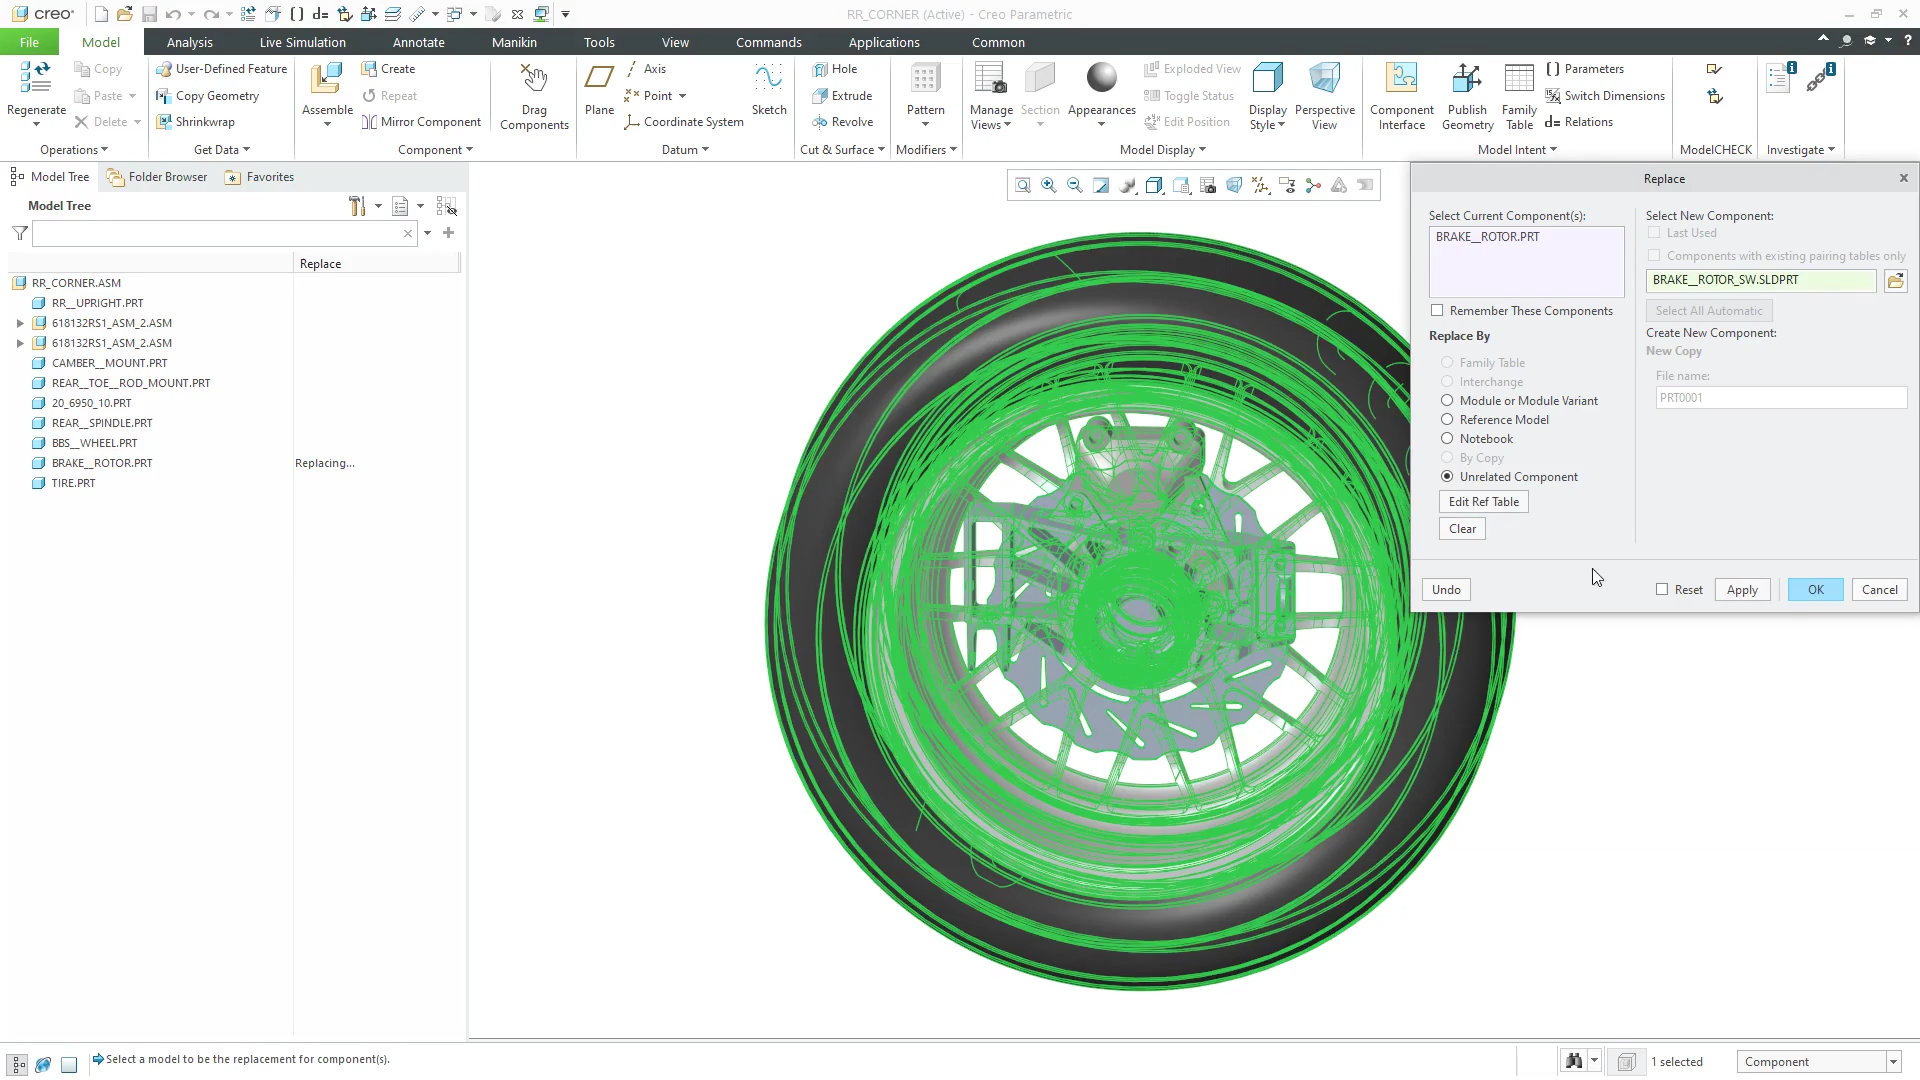 creo®
RR_CORNER (Active) - Creo Parametric
File
Model
Analysis
Live Simulation
Annotate
Manikin
Tools
View
Commands
Applications
Common
Regenerate
Copy
Paste
Delete
Operations
User-Defined Feature
Copy Geometry
Shrinkwrap
Get Data
Assemble
Create
Repeat
Mirror Component
Component
Drag
Components
Plane
Axis
Point
Coordinate System
Sketch
Datum
Hole
Extrude
Revolve
Cut & Surface
Pattern
Modifiers
Manage
Views
Section
Appearances
Exploded View
Toggle Status
Edit Position
Display
Style
Perspective
View
Model Display
Component
Interface
Publish
Geometry
Family
Table
Parameters
Switch Dimensions
d= Relations
Model Intent
ModelCHECK
Investigate
Model Tree
Folder Browser
Favorites
Model Tree
Replace
RR_CORNER.ASM
RR__UPRIGHT.PRT
618132RS1_ASM_2.ASM
618132RS1_ASM_2.ASM
CAMBER__MOUNT.PRT
REAR__TOE__ROD_MOUNT.PRT
20_6950_10.PRT
REAR__SPINDLE.PRT
BBS__WHEEL.PRT
BRAKE__ROTOR.PRT
Replacing...
TIRE.PRT
Replace
Select Current Component(s):
BRAKE__ROTOR.PRT
Remember These Components
Replace By
Family Table
Interchange
Module or Module Variant
Reference Model
Notebook
By Copy
Unrelated Component
Edit Ref Table
Clear
Select New Component:
Last Used
Components with existing pairing tables only
BRAKE__ROTOR_SW.SLDPRT
Select All Automatic
Create New Component:
New Copy
File name:
PRT0001
Undo
Reset
Apply
OK
Cancel
Select a model to be the replacement for component(s).
1 selected
Component